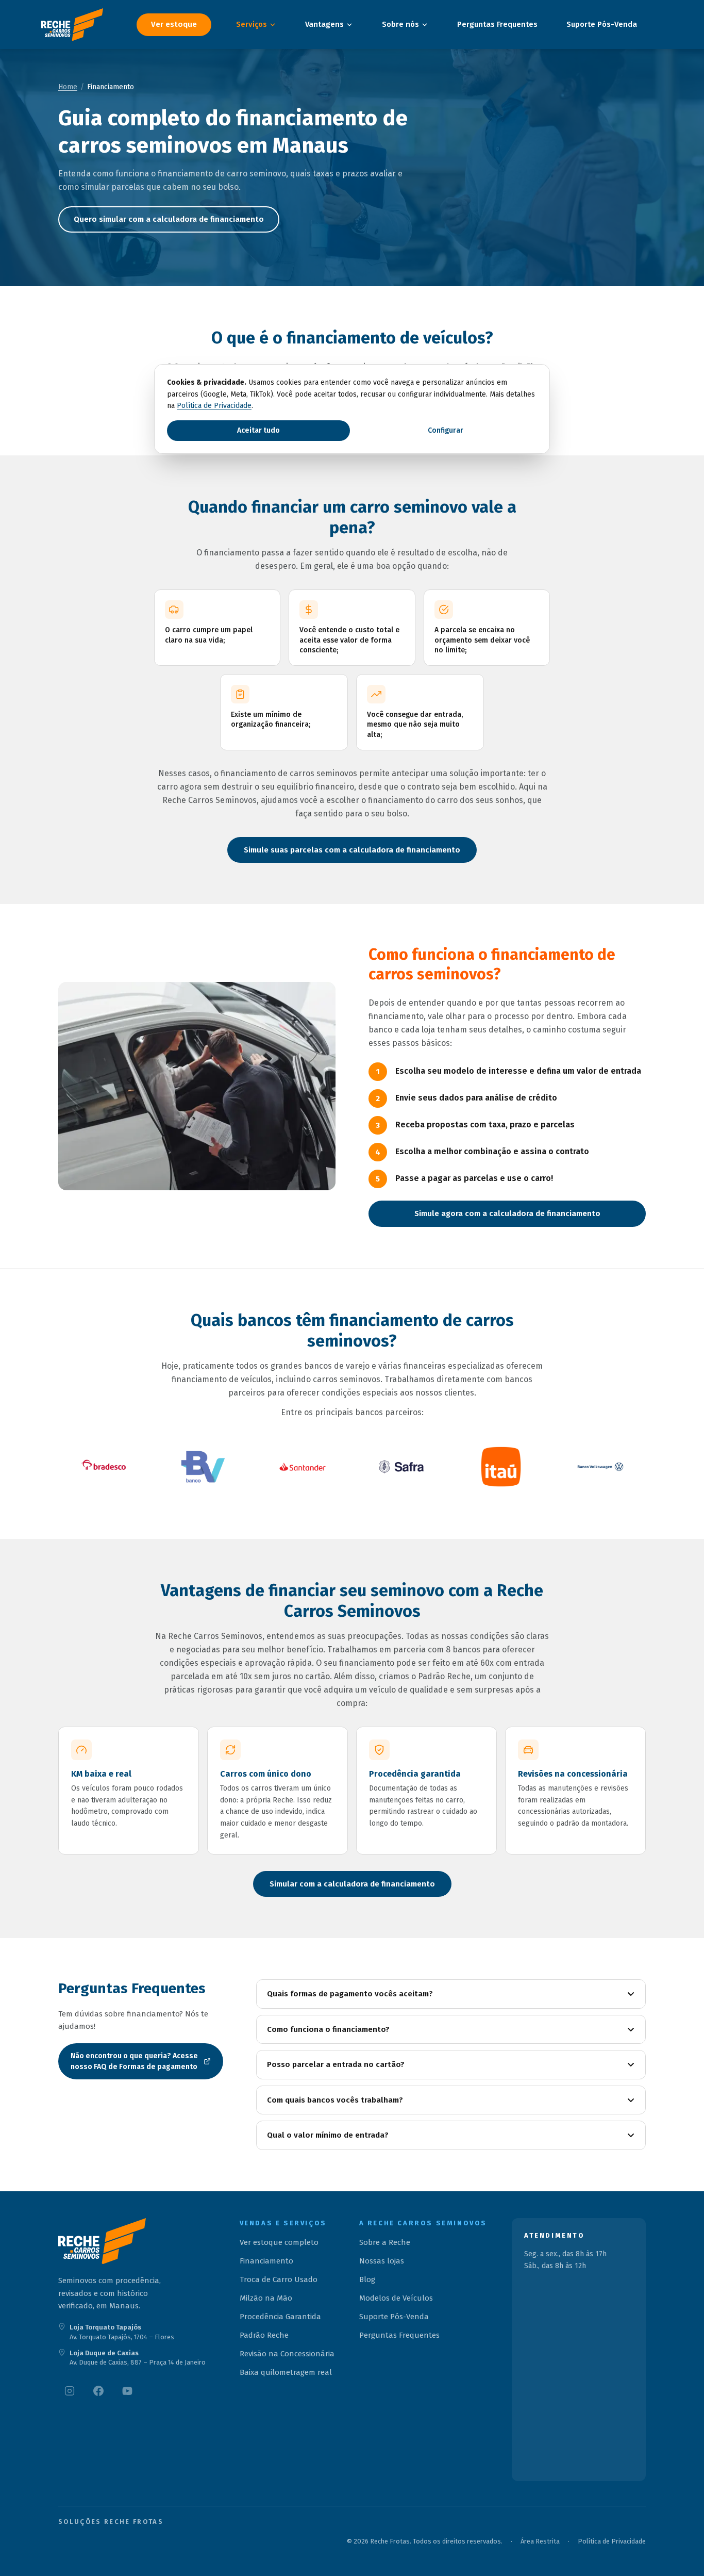 RECHE
CARROS
SEMINOVOS
Ver estoque
Serviços
Vantagens
Sobre nós
Perguntas Frequentes
Suporte Pós-Venda
Home / Financiamento
Guia completo do financiamento de
carros seminovos em Manaus
Entenda como funciona o financiamento de carro seminovo, quais taxas e prazos avaliar e
como simular parcelas que cabem no seu bolso.
Quero simular com a calculadora de financiamento
O que é o financiamento de veículos?
Cookies & privacidade. Usamos cookies para entender como você navega e personalizar anúncios em
parceiros (Google, Meta, TikTok). Você pode aceitar todos, recusar ou configurar individualmente. Mais detalhes
na Política de Privacidade.
Aceitar tudo
Configurar
Quando financiar um carro seminovo vale a
pena?
O financiamento passa a fazer sentido quando ele é resultado de escolha, não de
desespero. Em geral, ele é uma boa opção quando:
O carro cumpre um papel
claro na sua vida;
Você entende o custo total e
aceita esse valor de forma
consciente;
A parcela se encaixa no
orçamento sem deixar você
no limite;
Existe um mínimo de
organização financeira;
Você consegue dar entrada,
mesmo que não seja muito
alta;
Nesses casos, o financiamento de carros seminovos permite antecipar uma solução importante: ter o
carro agora sem destruir o seu equilíbrio financeiro, desde que o contrato seja bem escolhido. Aqui na
Reche Carros Seminovos, ajudamos você a escolher o financiamento do carro dos seus sonhos, que
faça sentido para o seu bolso.
Simule suas parcelas com a calculadora de financiamento
Como funciona o financiamento de
carros seminovos?
Depois de entender quando e por que tantas pessoas recorrem ao
financiamento, vale olhar para o processo por dentro. Embora cada
banco e cada loja tenham seus detalhes, o caminho costuma seguir
esses passos básicos:
1 Escolha seu modelo de interesse e defina um valor de entrada
2 Envie seus dados para análise de crédito
3 Receba propostas com taxa, prazo e parcelas
4 Escolha a melhor combinação e assina o contrato
5 Passe a pagar as parcelas e use o carro!
Simule agora com a calculadora de financiamento
Quais bancos têm financiamento de carros
seminovos?
Hoje, praticamente todos os grandes bancos de varejo e várias financeiras especializadas oferecem
financiamento de veículos, incluindo carros seminovos. Trabalhamos diretamente com bancos
parceiros para oferecer condições especiais aos nossos clientes.
Entre os principais bancos parceiros:
bradesco
BV
banco
Santander
Safra
itaú
Banco Volkswagen
Vantagens de financiar seu seminovo com a Reche
Carros Seminovos
Na Reche Carros Seminovos, entendemos as suas preocupações. Todas as nossas condições são claras
e negociadas para seu melhor benefício. Trabalhamos em parceria com 8 bancos para oferecer
condições especiais e aprovação rápida. O seu financiamento pode ser feito em até 60x com entrada
parcelada em até 10x sem juros no cartão. Além disso, criamos o Padrão Reche, um conjunto de
práticas rigorosas para garantir que você adquira um veículo de qualidade e sem surpresas após a
compra:
KM baixa e real
Os veículos foram pouco rodados
e não tiveram adulteração no
hodômetro, comprovado com
laudo técnico.
Carros com único dono
Todos os carros tiveram um único
dono: a própria Reche. Isso reduz
a chance de uso indevido, indica
maior cuidado e menor desgaste
geral.
Procedência garantida
Documentação de todas as
manutenções feitas no carro,
permitindo rastrear o cuidado ao
longo do tempo.
Revisões na concessionária
Todas as manutenções e revisões
foram realizadas em
concessionárias autorizadas,
seguindo o padrão da montadora.
Simular com a calculadora de financiamento
Perguntas Frequentes
Tem dúvidas sobre financiamento? Nós te
ajudamos!
Não encontrou o que queria? Acesse
nosso FAQ de Formas de pagamento
Quais formas de pagamento vocês aceitam?
Como funciona o financiamento?
Posso parcelar a entrada no cartão?
Com quais bancos vocês trabalham?
Qual o valor mínimo de entrada?
RECHE
CARROS
SEMINOVOS
Seminovos com procedência,
revisados e com histórico
verificado, em Manaus.
Loja Torquato Tapajós
Av. Torquato Tapajós, 1704 – Flores
Loja Duque de Caxias
Av. Duque de Caxias, 887 – Praça 14 de Janeiro
VENDAS E SERVIÇOS
Ver estoque completo
Financiamento
Troca de Carro Usado
Milzão na Mão
Procedência Garantida
Padrão Reche
Revisão na Concessionária
Baixa quilometragem real
A RECHE CARROS SEMINOVOS
Sobre a Reche
Nossas lojas
Blog
Modelos de Veículos
Suporte Pós-Venda
Perguntas Frequentes
ATENDIMENTO
Seg. a sex., das 8h às 17h
Sáb., das 8h às 12h
SOLUÇÕES RECHE FROTAS
© 2026 Reche Frotas. Todos os direitos reservados. · Área Restrita · Política de Privacidade